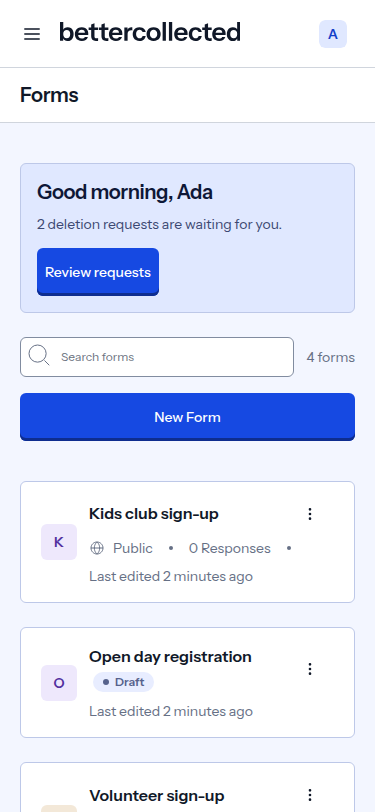 bettercollected
A
Forms
Good morning, Ada
2 deletion requests are waiting for you.
Review requests
Search forms
4 forms
New Form
Kids club sign-up
K
Public • 0 Responses •
Last edited 2 minutes ago
Open day registration
O
Draft
Last edited 2 minutes ago
Volunteer sign-up